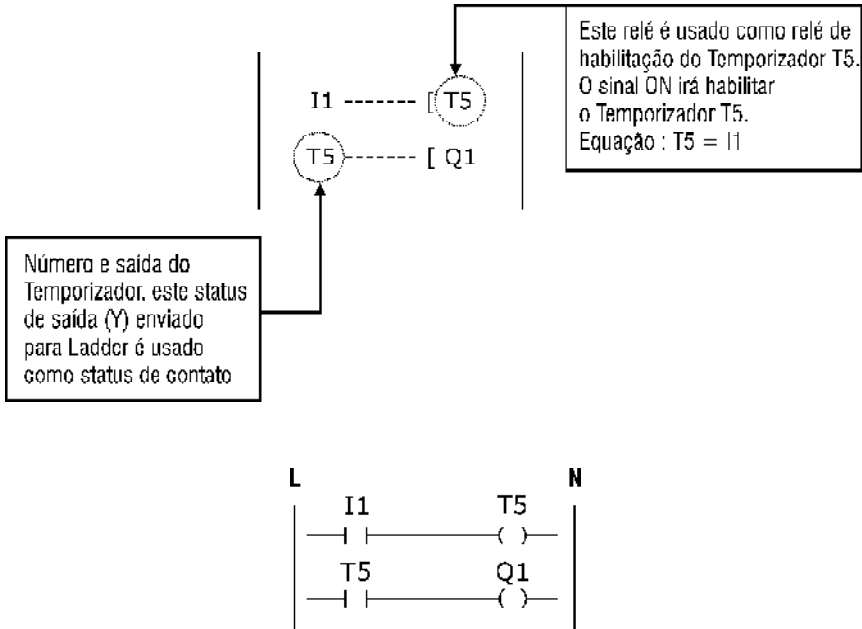 Este relé é usado como relé de
habilitação do Temporizador T5.
O sinal ON irá habilitar
o Temporizador T5.
Equação : T5 = I1
I1 ------- [ T5
T5 ------- [ Q1
Número e saída do
Temporizador, este status
de saída (Y) enviado
para Ladder é usado
como status de contato
L N
I1 T5
T5 Q1